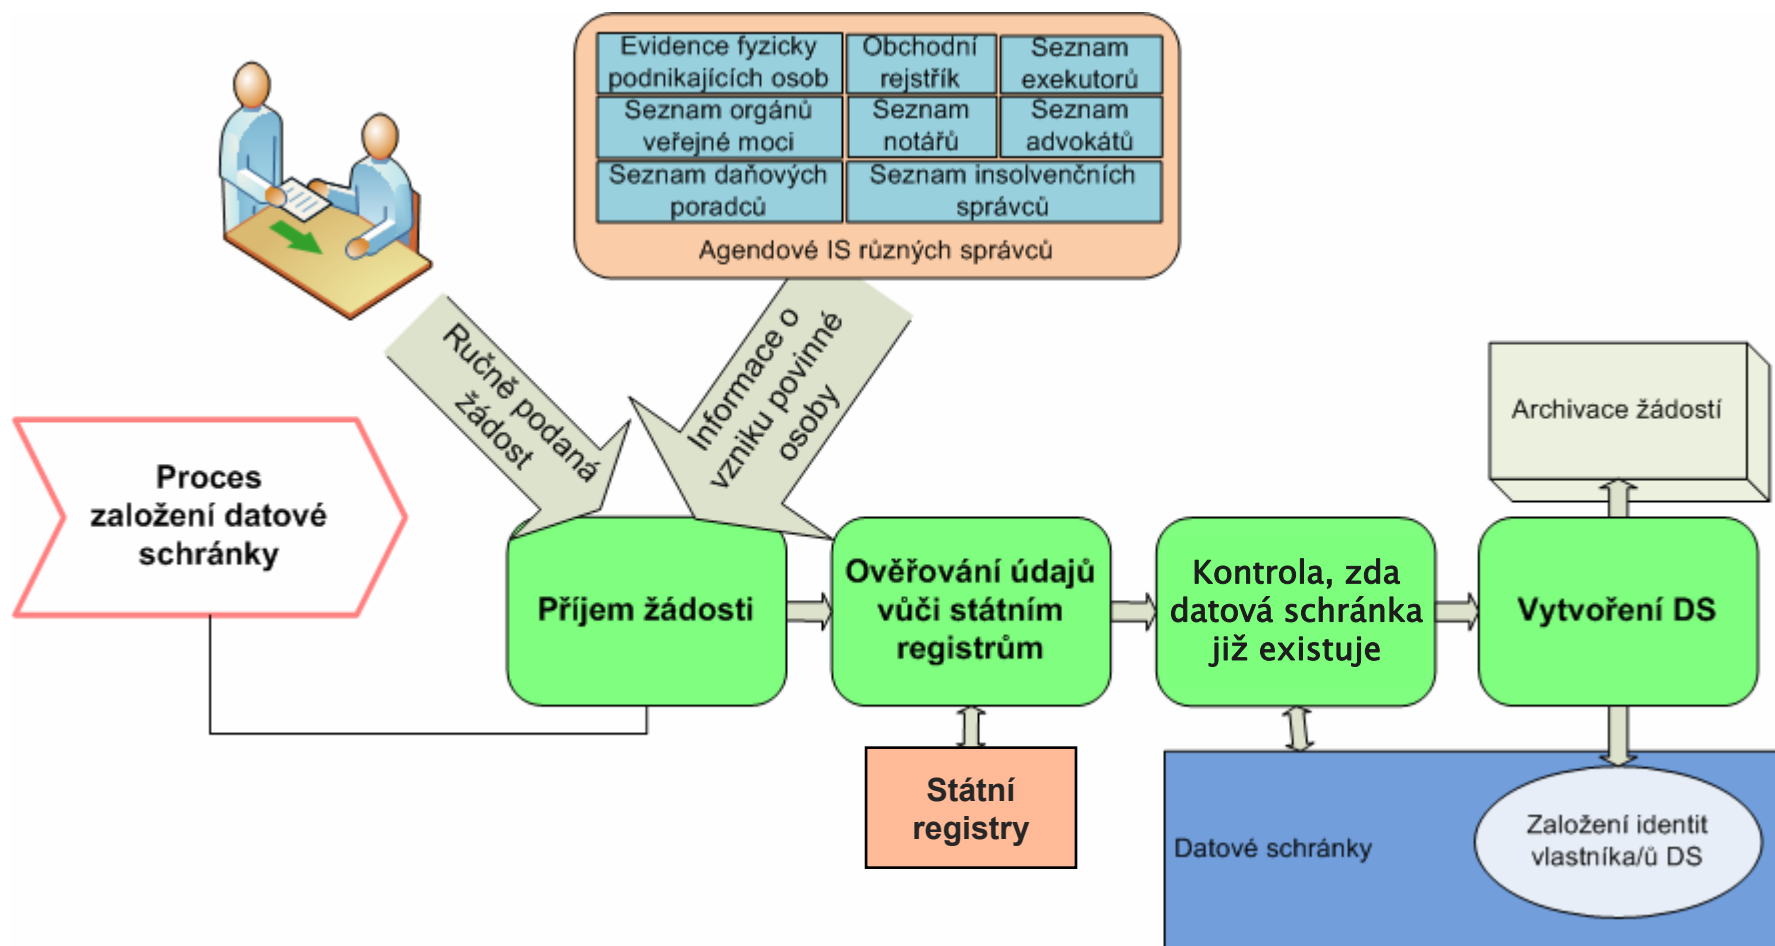 Evidence fyzicky
podnikajících osob
Obchodní
rejstřík
Seznam
exekutorů
Seznam orgánů
veřejné moci
Seznam
notářů
Seznam
advokátů
Seznam daňových
poradců
Seznam insolvenčních
správců
Agendové IS různých správců
Ručně podaná
žádost
Informace o
vzniku povinné
osoby
Archivace žádostí
Proces
založení datové
schránky
Příjem žádosti
Ověřování údajů
vůči státním
registrům
Kontrola, zda
datová schránka
již existuje
Vytvoření DS
Státní
registry
Datové schránky
Založení identit
vlastníka/ů DS